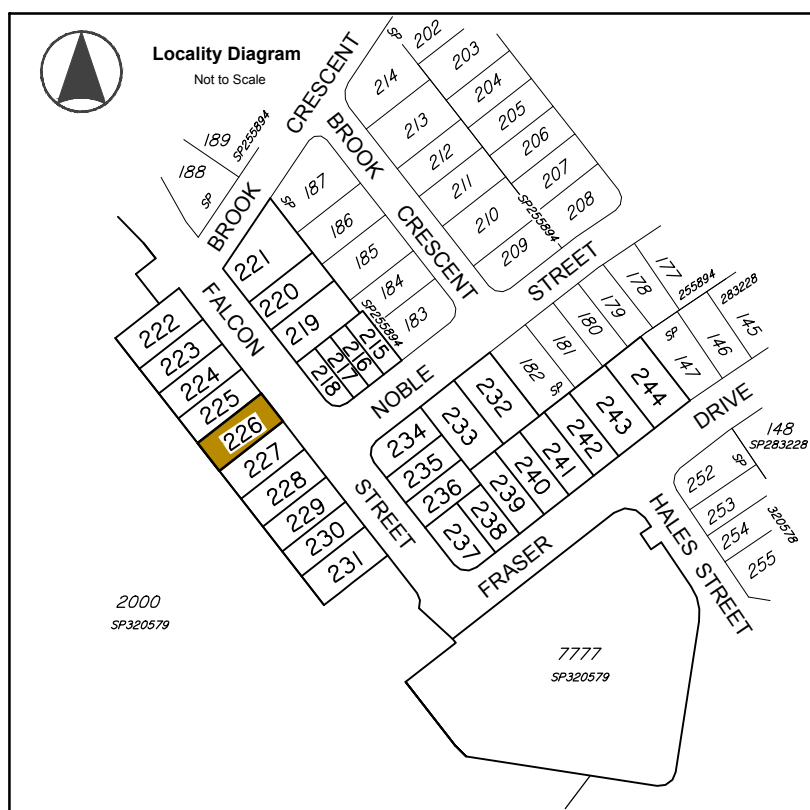 Locality Diagram
Not to Scale
SP
202
203
204
205
206
207
208
214
213
212
211
210
209
SP255894
189
SP255894
188
SP
BROOK
CRESCENT
BROOK
CRESCENT
SP
187
186
185
184
183
SP255894
221
220
219
218
217
216
215
FALCON
STREET
NOBLE
STREET
222
223
224
225
226
227
228
229
230
231
177
178
179
180
181
182
SP
255894
283228
145
146
147
SP
232
233
234
235
236
237
238
239
240
241
242
243
244
FRASER
DRIVE
148
SP283228
252
SP
253
254
255
320578
HALES STREET
2000
SP320579
7777
SP320579